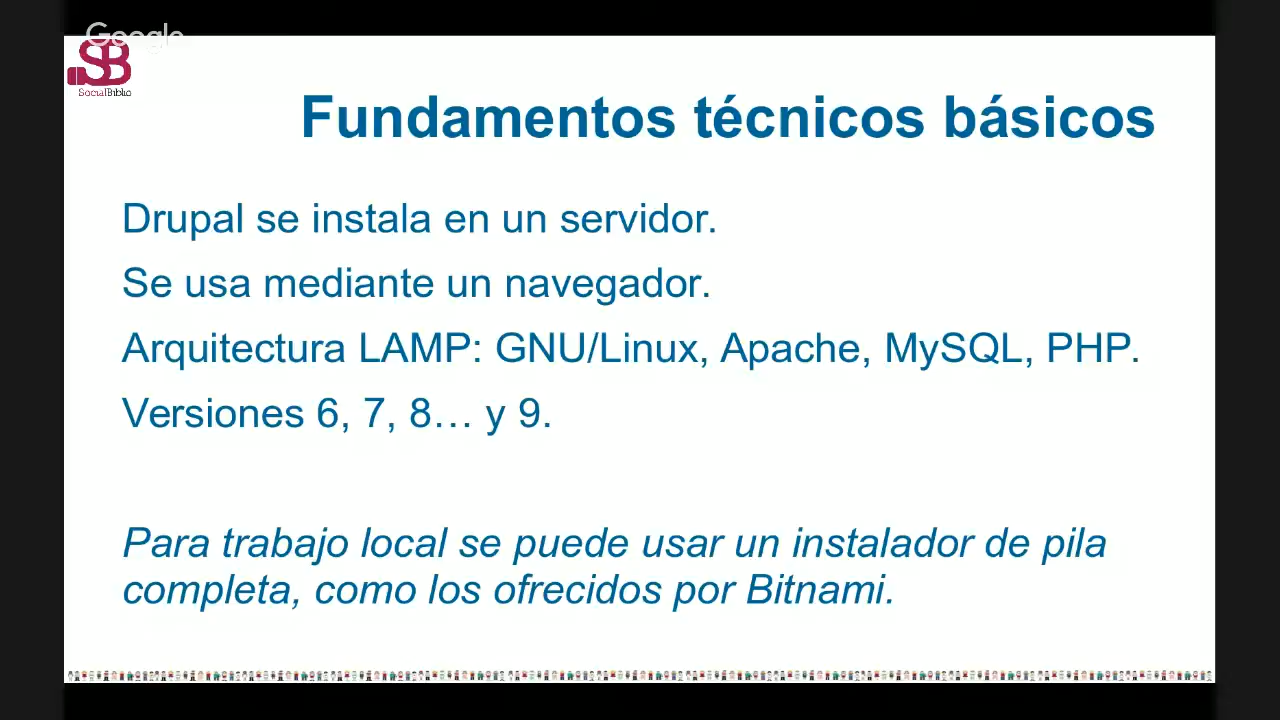 Google
SB
SocialBiblio
Fundamentos técnicos básicos
Drupal se instala en un servidor.
Se usa mediante un navegador.
Arquitectura LAMP: GNU/Linux, Apache, MySQL, PHP.
Versiones 6, 7, 8… y 9.
Para trabajo local se puede usar un instalador de pila
completa, como los ofrecidos por Bitnami.